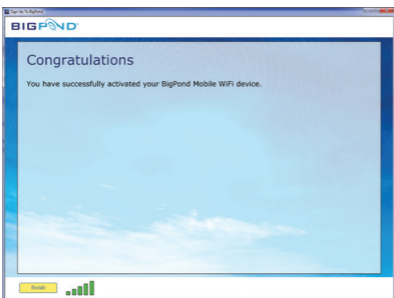 Sign Up To BigPond
BIGPOND
Congratulations
You have successfully activated your BigPond Mobile WiFi device.
Finish